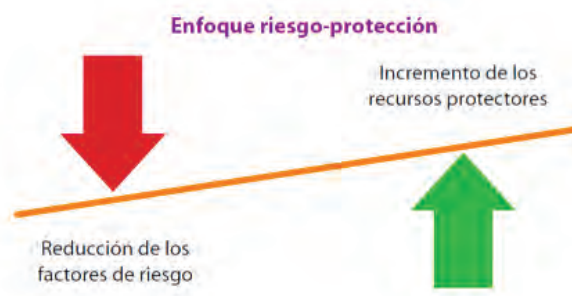 Enfoque riesgo-protección
Incremento de los
recursos protectores
Reducción de los
factores de riesgo